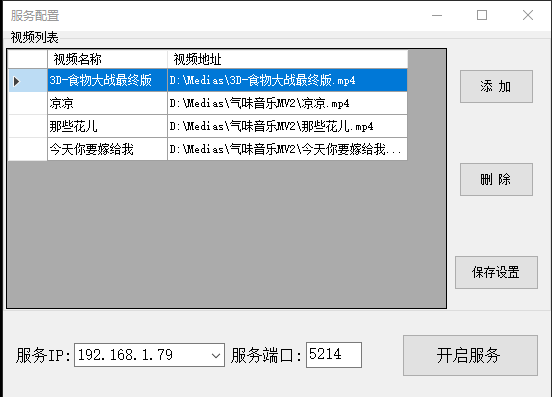 服务配置
视频列表
视频名称 视频地址
3D-食物大战最终版 D:\Medias\3D-食物大战最终版.mp4
凉京 D:\Medias\气味音乐MV2\凉京.mp4
那些花儿 D:\Medias\气味音乐MV2\那些花儿.mp4
今天你要嫁给我 D:\Medias\气味音乐MV2\今天你要嫁给我...
添 加
删 除
保存设置
服务IP: 192.168.1.79 服务端口: 5214 开启服务